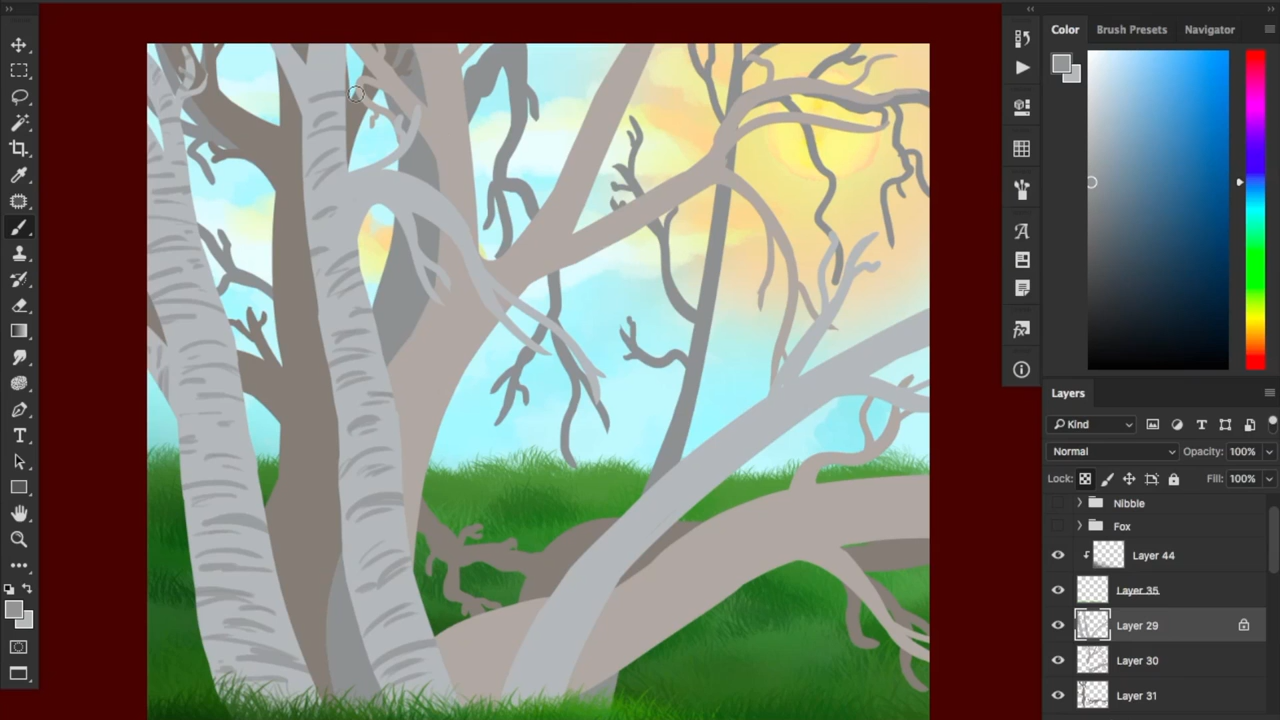 Color Brush Presets Navigator
Layers
Kind
Normal Opacity: 100%
Lock: Fill: 100%
Nibble
Fox
Layer 44
Layer 35
Layer 29
Layer 30
Layer 31